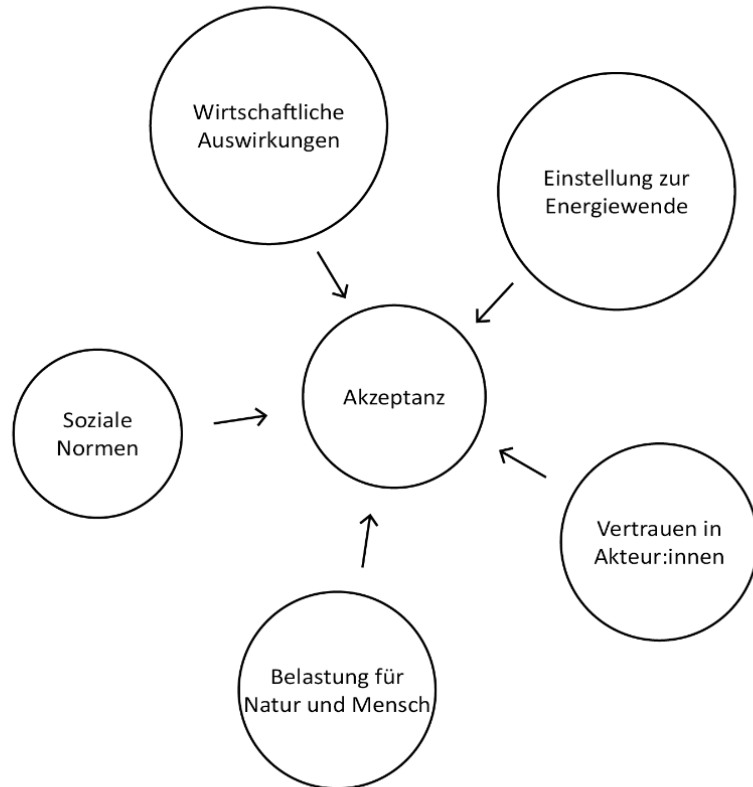 Wirtschaftliche
Auswirkungen
Einstellung zur
Energiewende
Akzeptanz
Soziale
Normen
Vertrauen in
Akteur:innen
Belastung für
Natur und Mensch